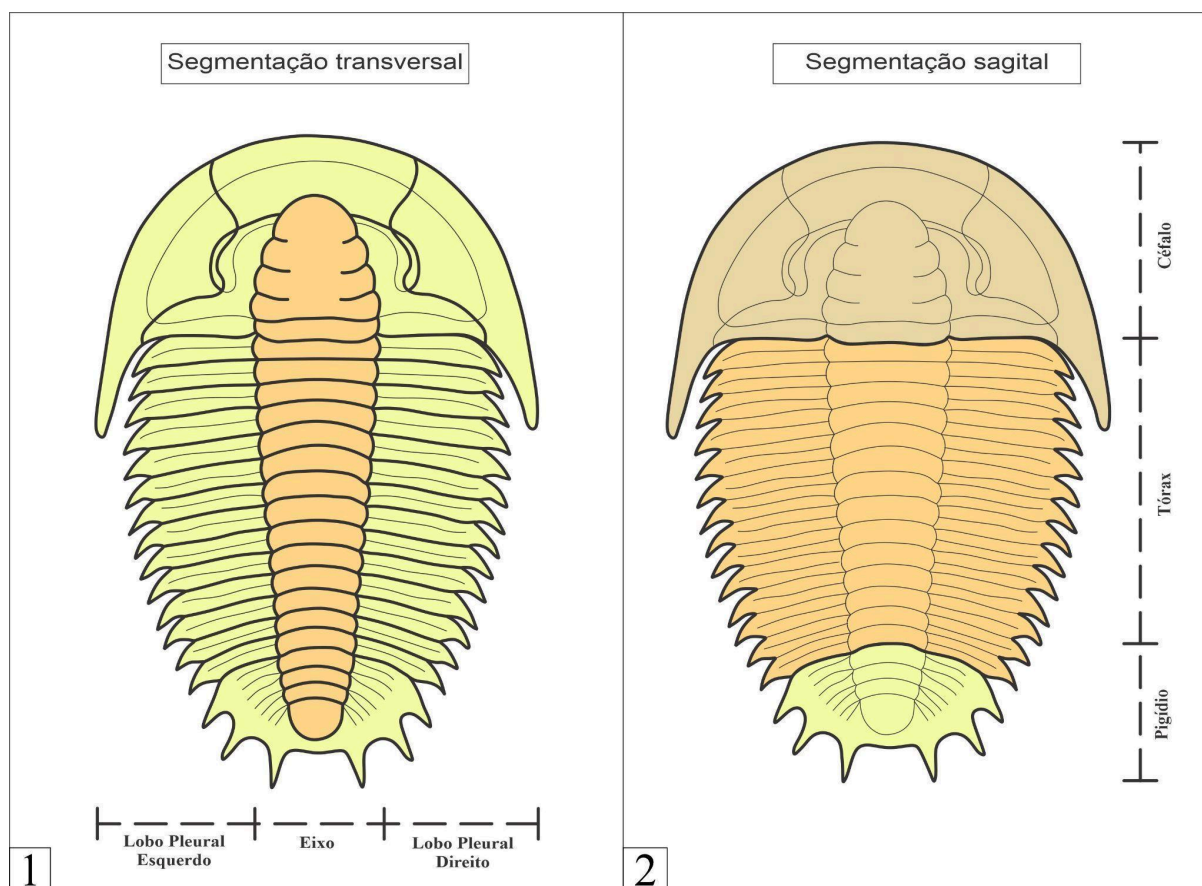 Segmentação transversal
Lobo Pleural
Esquerdo
Eixo
Lobo Pleural
Direito
1
Segmentação sagital
Céfalo
Tórax
Pigídio
2